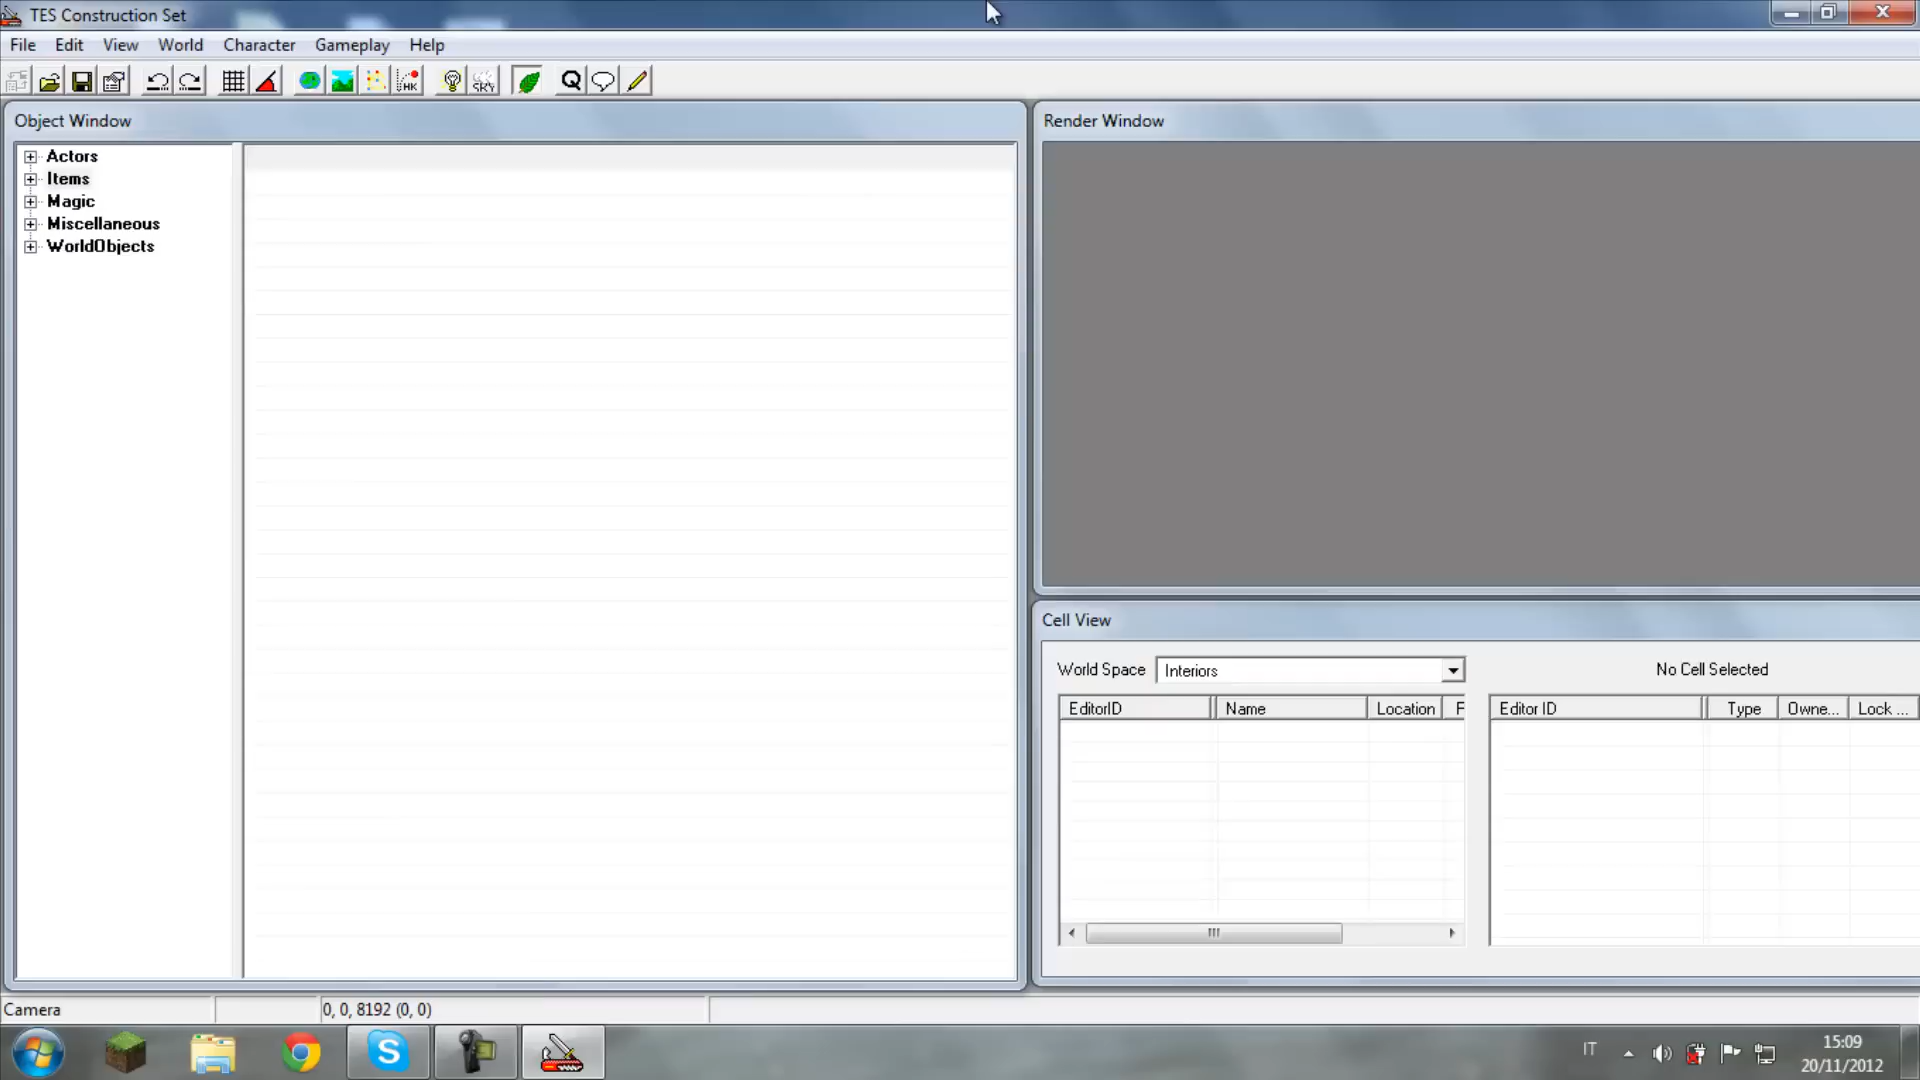 TES Construction Set
File Edit View World Character Gameplay Help
HK SKY Q
Object Window
Actors
Items
Magic
Miscellaneous
WorldObjects
Render Window
Cell View
World Space Interiors No Cell Selected
EditorID Name Location F Editor ID Type Owne... Lock ...
Camera 0, 0, 8192 (0, 0)
IT 15:09
20/11/2012